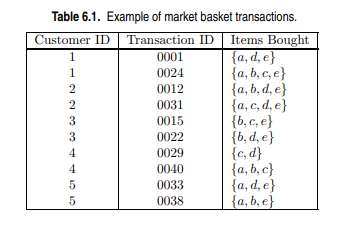 Table 6.1. Example of market basket transactions.
Customer ID Transaction ID Items Bought
1 0001 {a, d, e}
1 0024 {a, b, c, e}
2 0012 {a, b, d, e}
2 0031 {a, c, d, e}
3 0015 {b, c, e}
3 0022 {b, d, e}
4 0029 {c, d}
4 0040 {a, b, c}
5 0033 {a, d, e}
5 0038 {a, b, e}